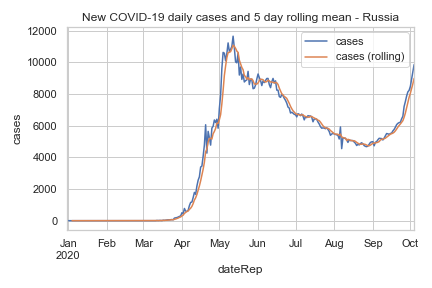 New COVID-19 daily cases and 5 day rolling mean - Russia
12000
10000
8000
6000
4000
2000
0
cases
cases
cases (rolling)
Jan Feb Mar Apr May Jun Jul Aug Sep Oct
2020
dateRep